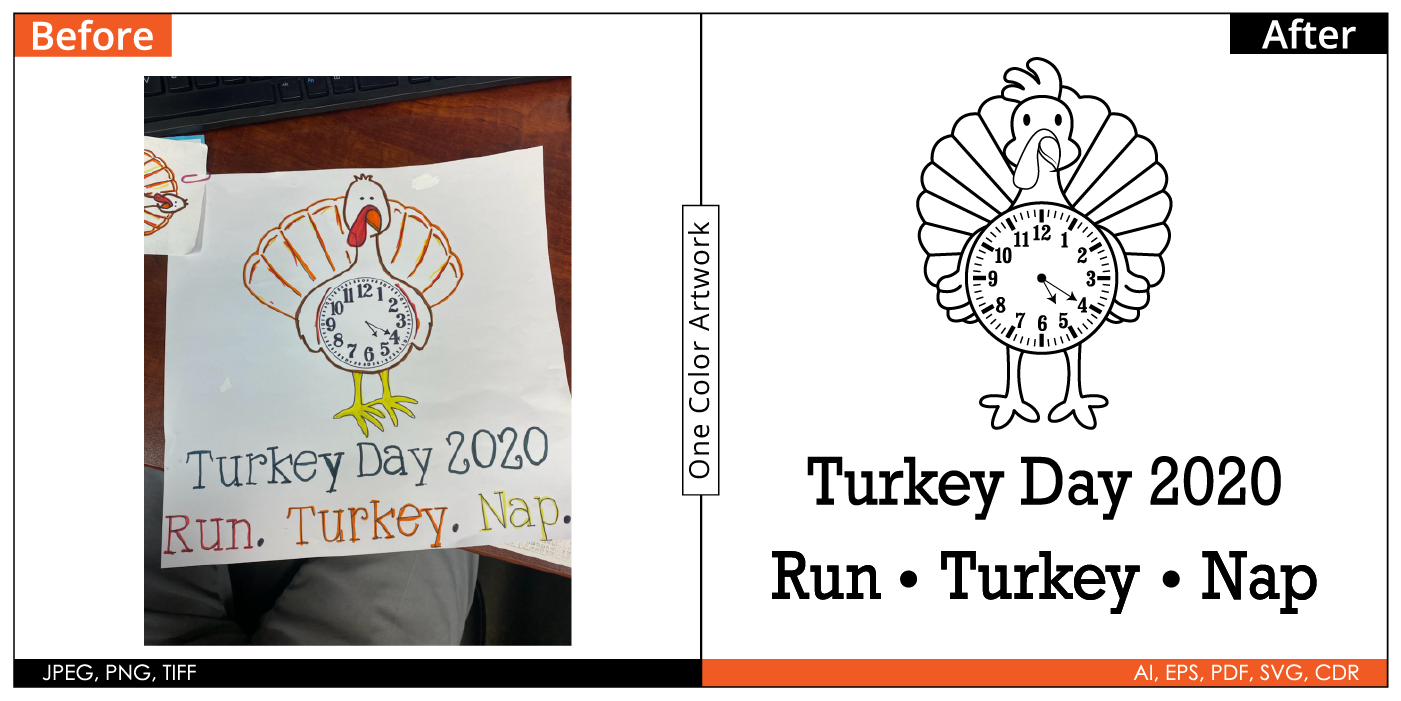 Before
After
12
1
2
3
4
5
6
7
8
9
10
11
Turkey Day 2020
Run. Turkey. Nap.
One Color Artwork
12
1
2
3
4
5
6
7
8
9
10
11
Turkey Day 2020
Run • Turkey • Nap
JPEG, PNG, TIFF
AI, EPS, PDF, SVG, CDR